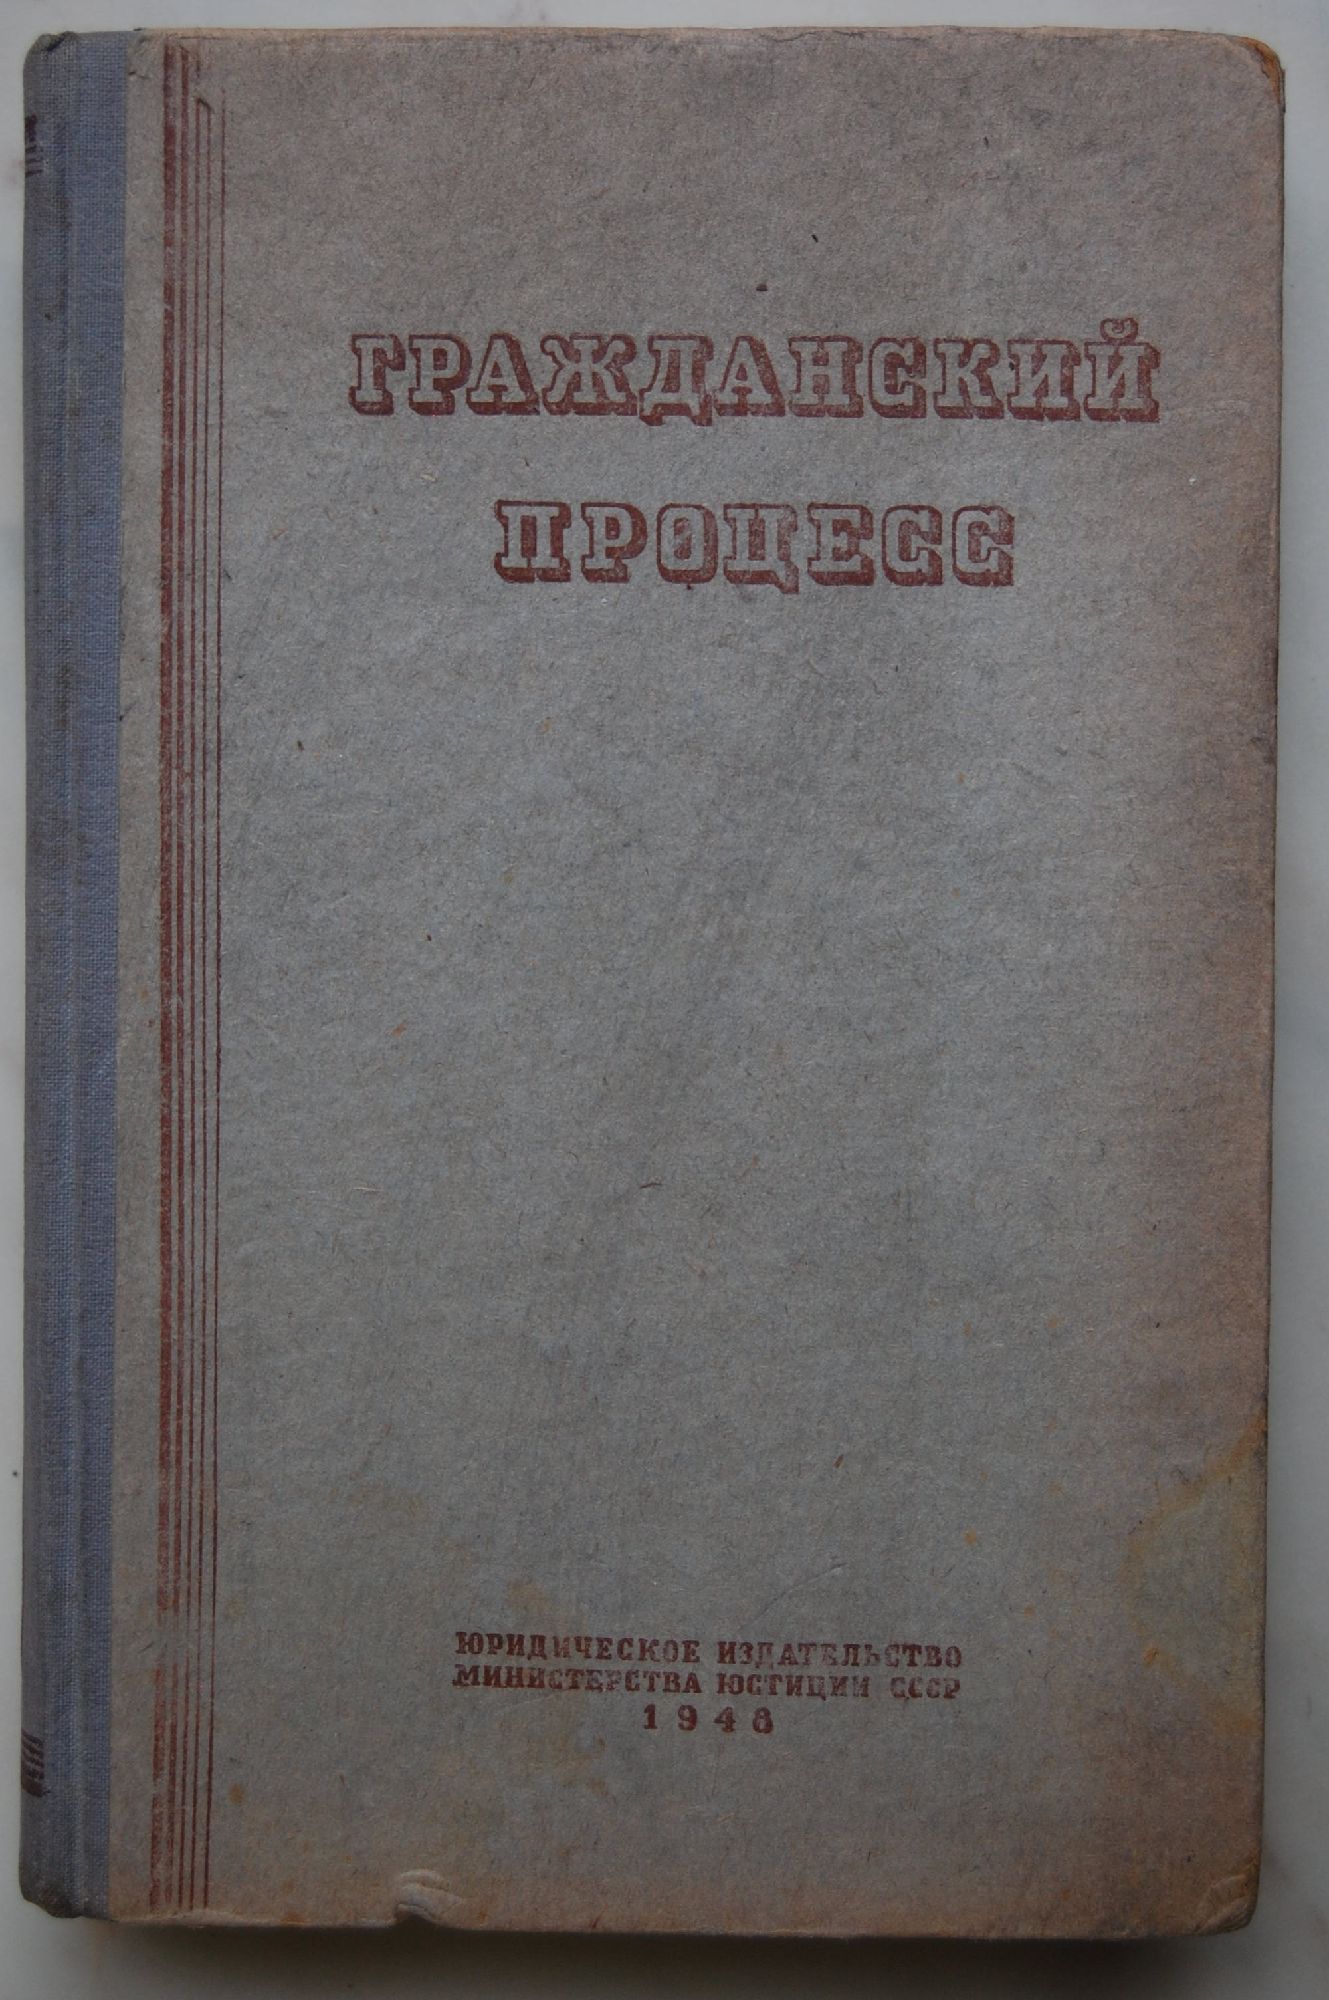 ГРАЖДАНСКИЙ
ПРОЦЕСС
ЮРИДИЧЕСКОЕ ИЗДАТЕЛЬСТВО
МИНИСТЕРСТВА ЮСТИЦИИ СССР
1948